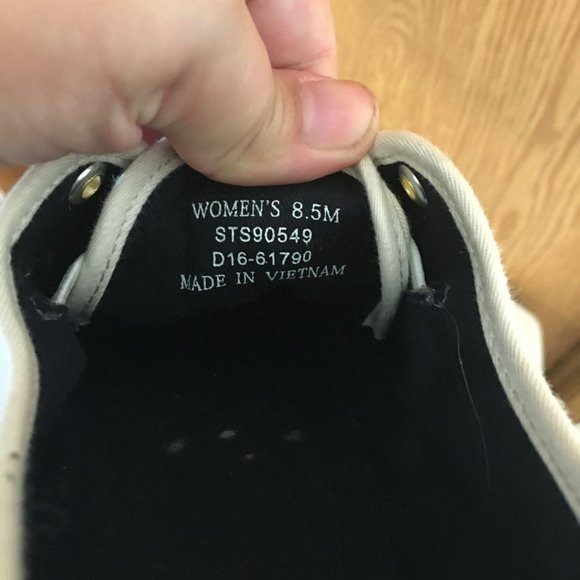 WOMEN'S 8.5M
STS90549
D16-61790
MADE IN VIETNAM